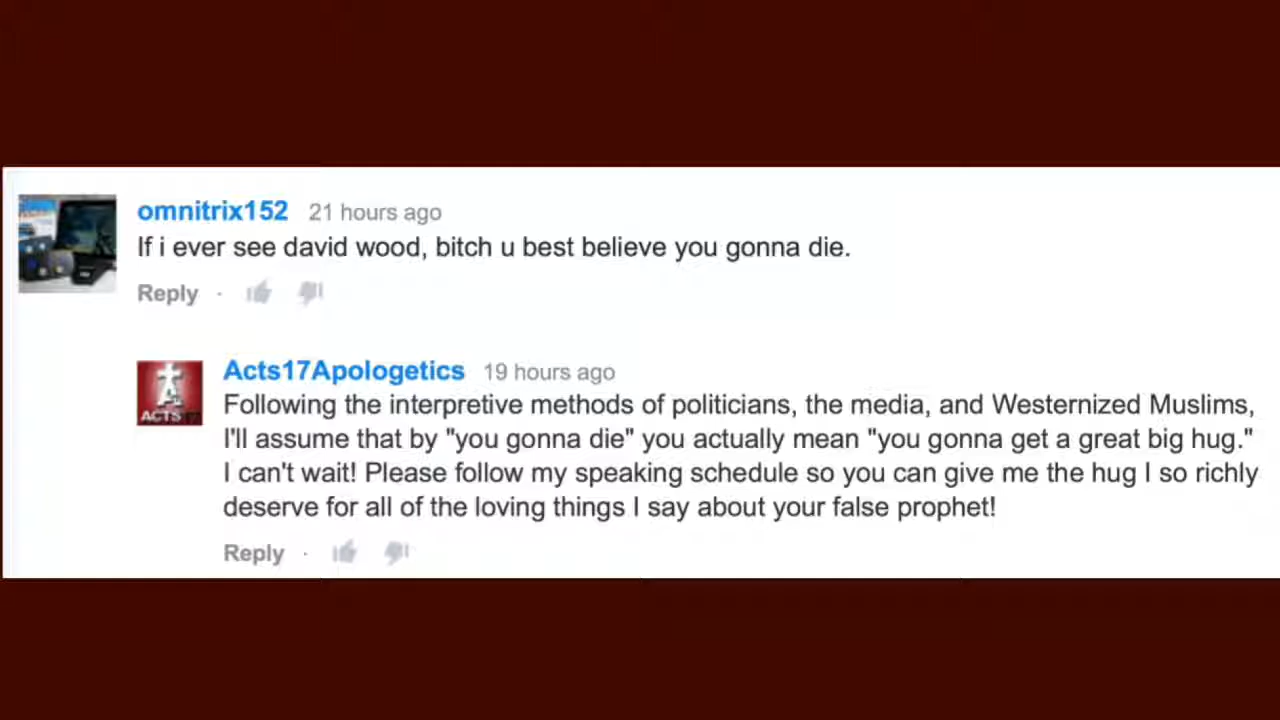 omnitrix152 21 hours ago
If i ever see david wood, bitch u best believe you gonna die.
Reply ·
Acts17Apologetics 19 hours ago
Following the interpretive methods of politicians, the media, and Westernized Muslims,
I'll assume that by "you gonna die" you actually mean "you gonna get a great big hug."
I can't wait! Please follow my speaking schedule so you can give me the hug I so richly
deserve for all of the loving things I say about your false prophet!
ACTS17
Reply ·